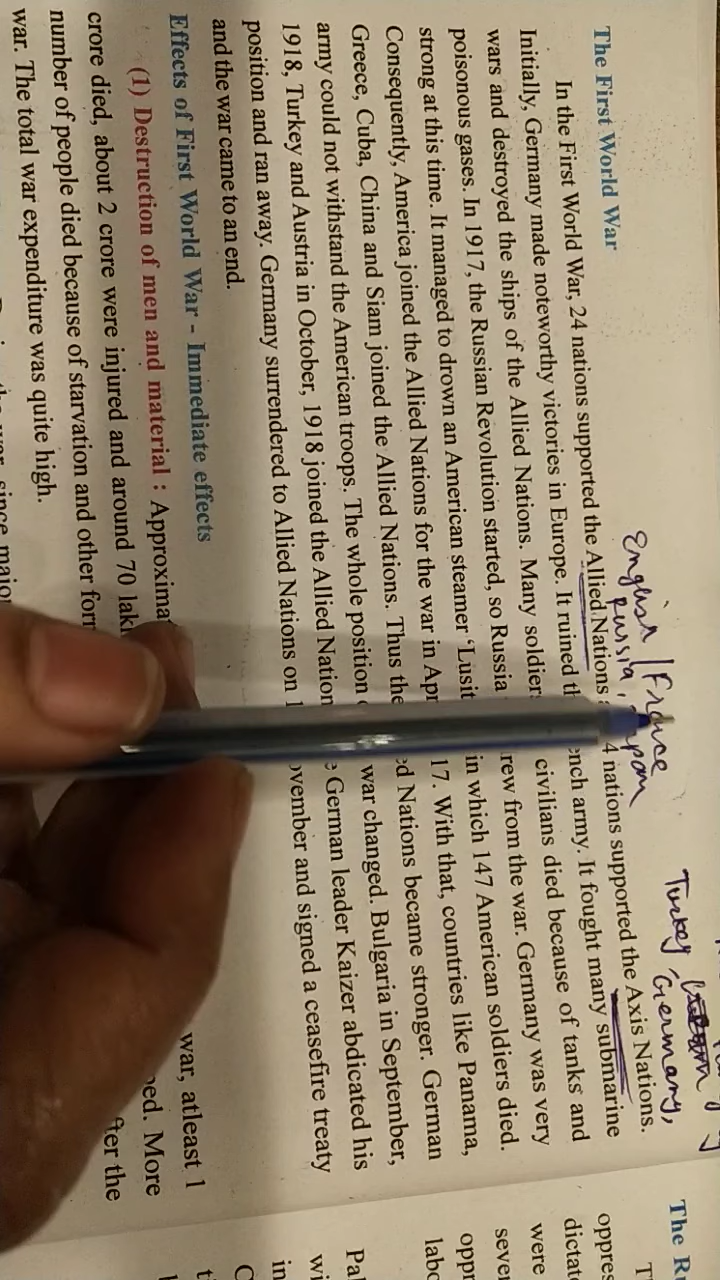 English / France
Russia, Japan
Turkey
Germany,
The First World War
In the First World War, 24 nations supported the Allied Nations 4 nations supported the Axis Nations.
Initially, Germany made noteworthy victories in Europe. It ruined th ench army. It fought many submarine
wars and destroyed the ships of the Allied Nations. Many soldier civilians died because of tanks and
poisonous gases. In 1917, the Russian Revolution started, so Russia rew from the war. Germany was very
strong at this time. It managed to drown an American steamer 'Lusit in which 147 American soldiers died.
Consequently, America joined the Allied Nations for the war in Apr 17. With that, countries like Panama,
Greece, Cuba, China and Siam joined the Allied Nations. Thus the ed Nations became stronger. German
army could not withstand the American troops. The whole position war changed. Bulgaria in September,
1918, Turkey and Austria in October, 1918 joined the Allied Nation e German leader Kaizer abdicated his
position and ran away. Germany surrendered to Allied Nations on 1 ovember and signed a ceasefire treaty
and the war came to an end.
Effects of First World War - Immediate effects
(1) Destruction of men and material : Approxima war, atleast 1
crore died, about 2 crore were injured and around 70 lak ned. More
number of people died because of starvation and other for fter the
war. The total war expenditure was quite high.
The R
T
oppres
dictat
were
seve
oppr
labo
Pal
wi
in
C